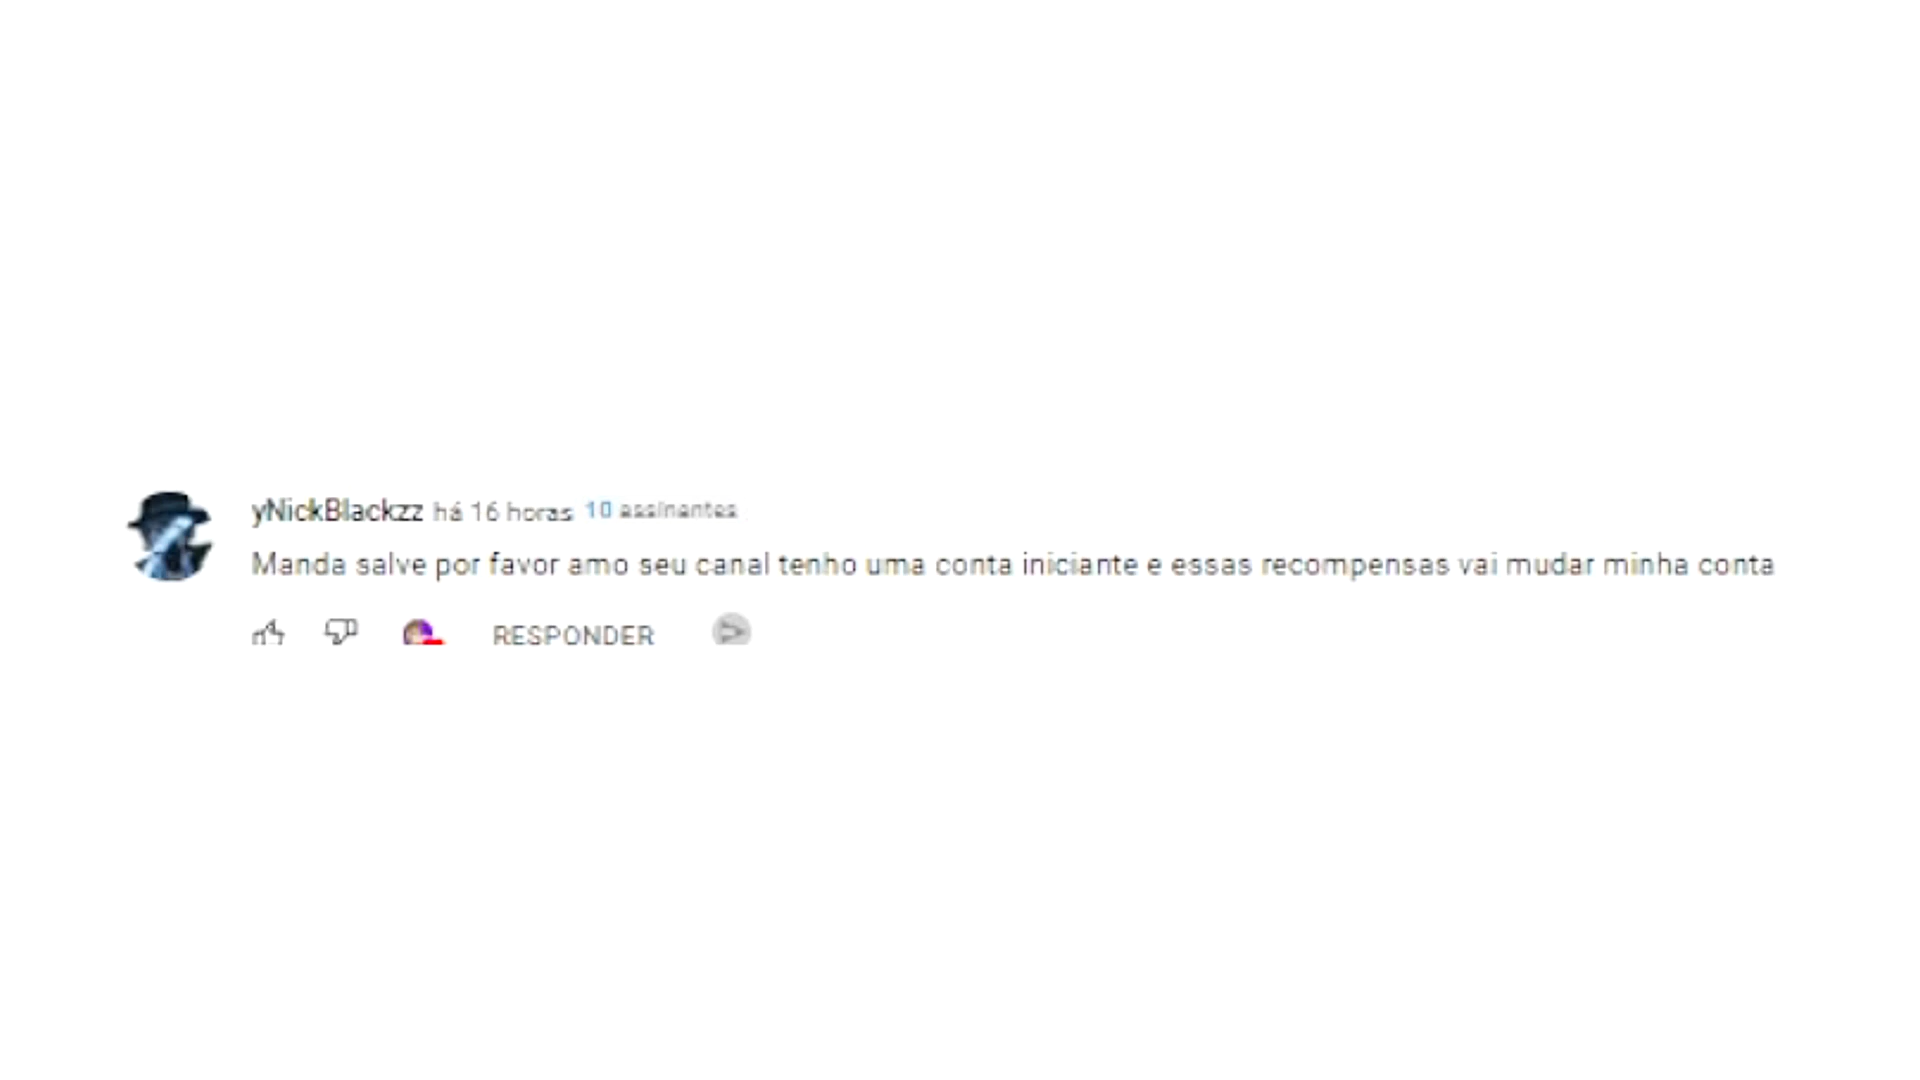 yNickBlackzz há 16 horas 10 assinantes
Manda salve por favor amo seu canal tenho uma conta iniciante e essas recompensas vai mudar minha conta
RESPONDER